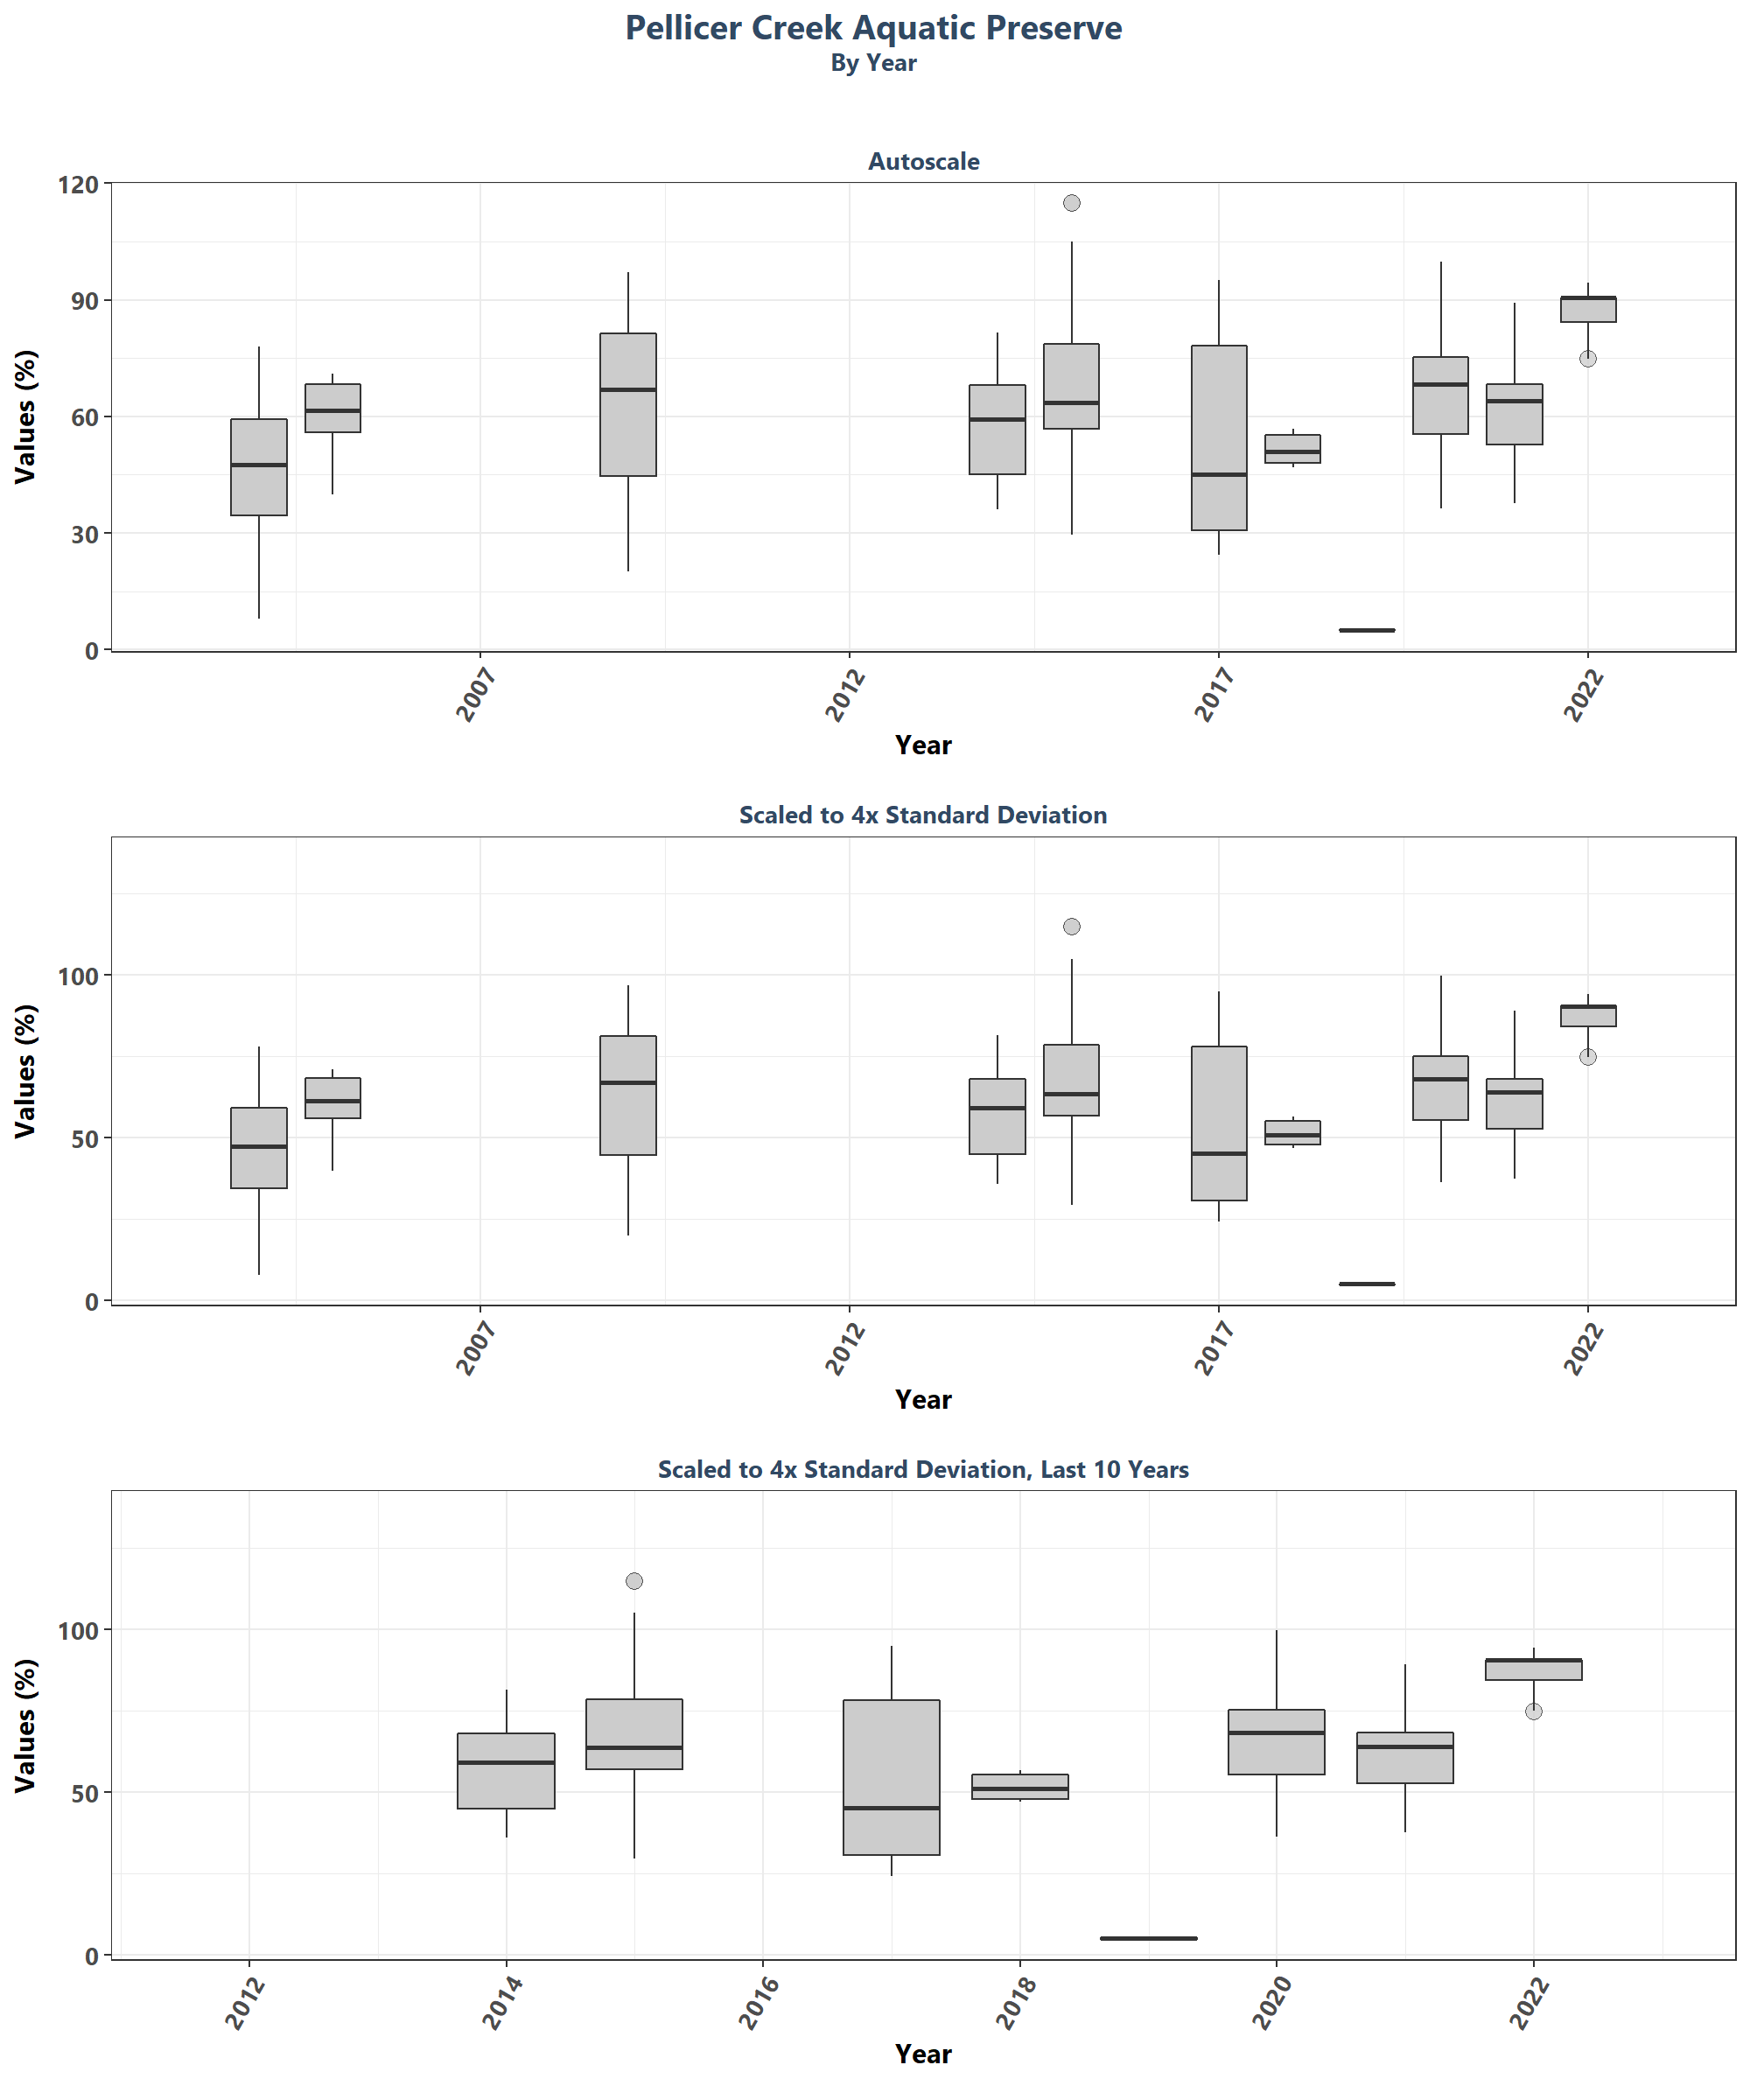 Pellicer Creek Aquatic Preserve
By Year
Autoscale
120
90
60
30
0
Values (%)
2007 2012 2017 2022
Year
Scaled to 4x Standard Deviation
100
50
0
Values (%)
2007 2012 2017 2022
Year
Scaled to 4x Standard Deviation, Last 10 Years
100
50
0
Values (%)
2012 2014 2016 2018 2020 2022
Year